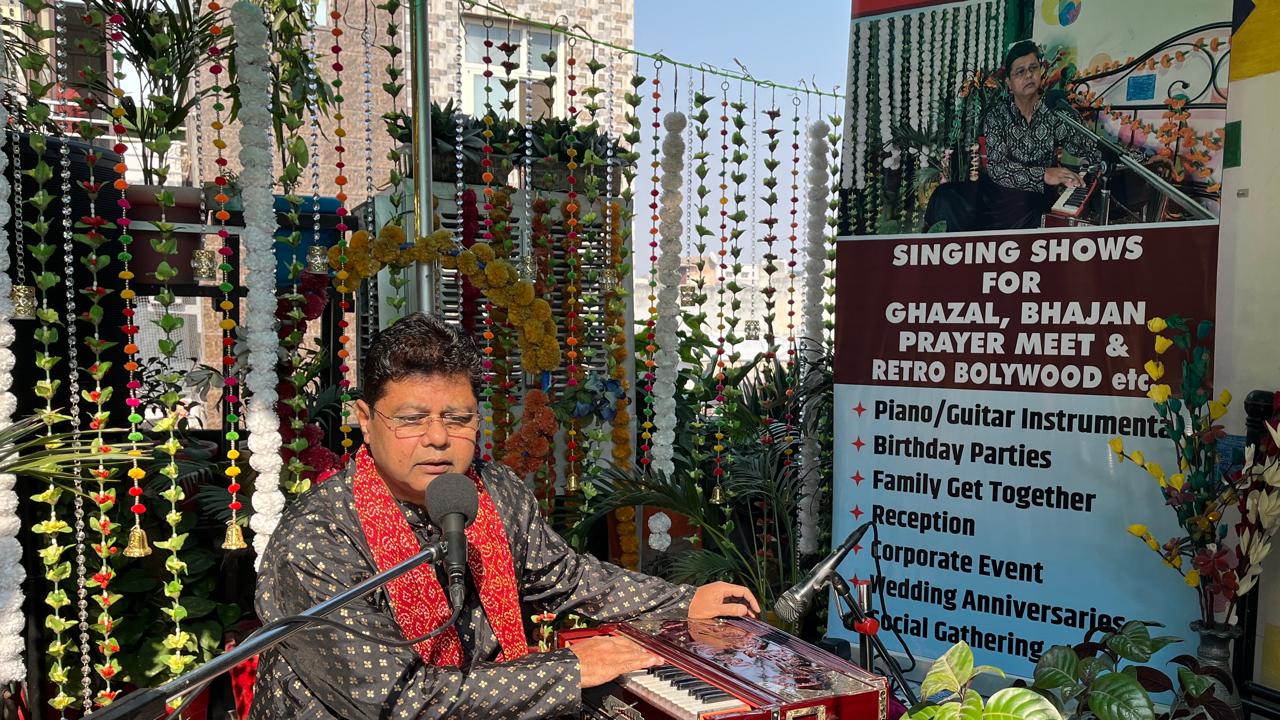 SINGING SHOWS
FOR
GHAZAL, BHAJAN
PRAYER MEET &
RETRO BOLYWOOD etc
Piano/Guitar Instrumenta
Birthday Parties
Family Get Together
Reception
Corporate Event
Wedding Anniversaries
Social Gathering